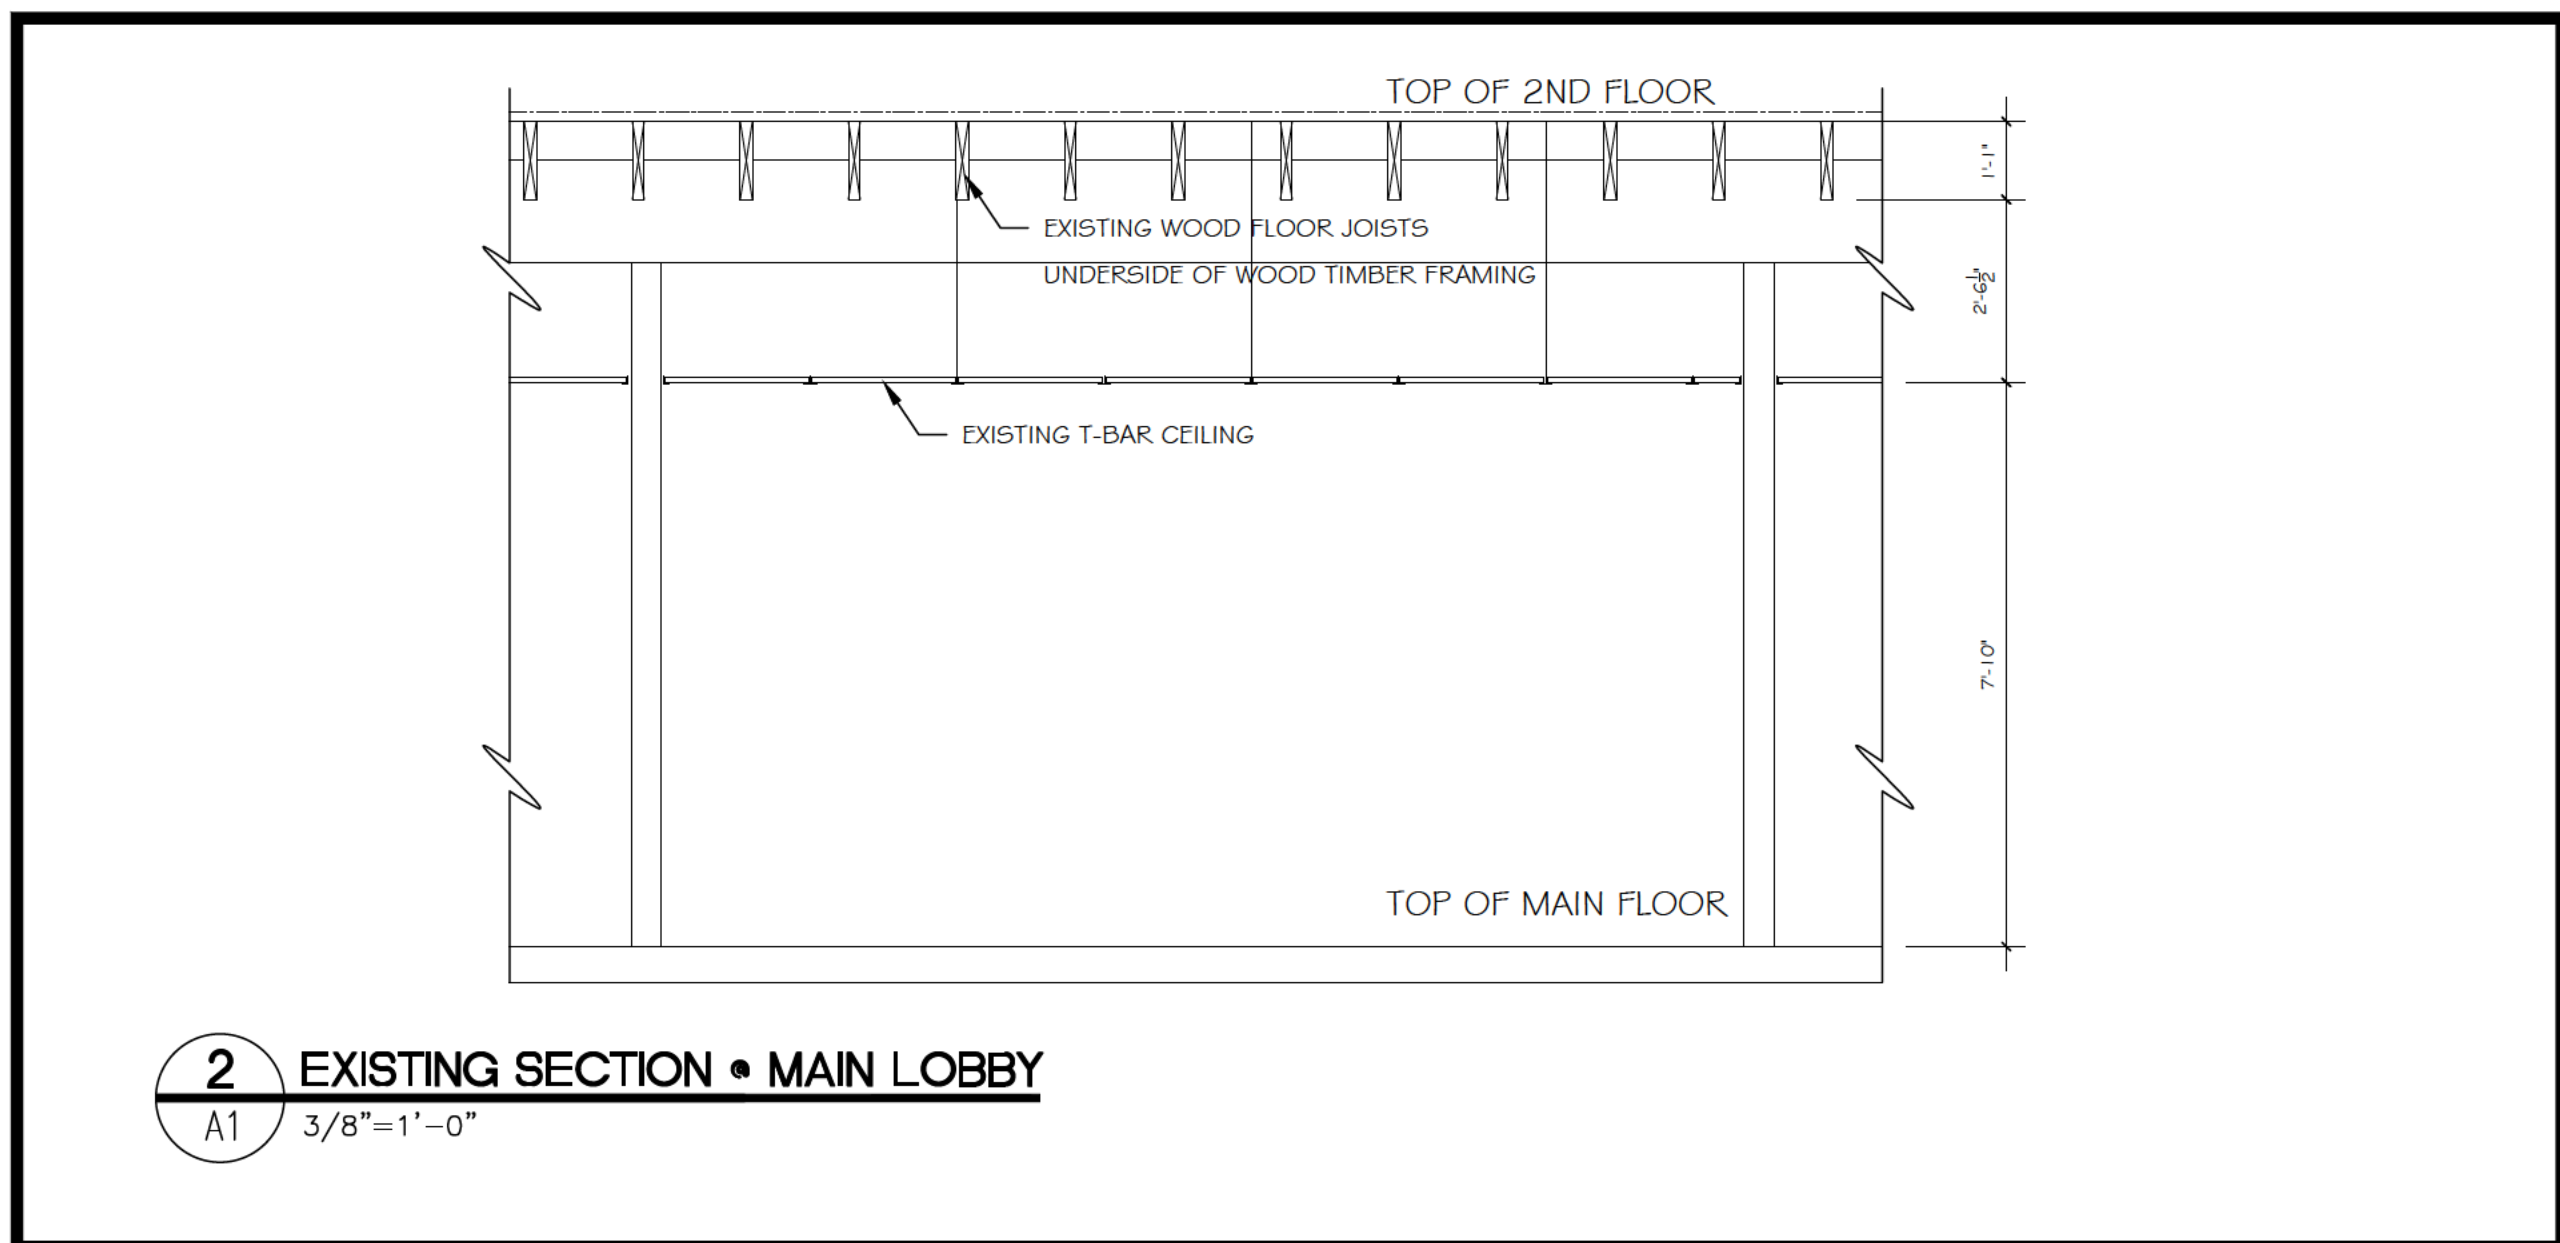 TOP OF 2ND FLOOR
1'-1"
EXISTING WOOD FLOOR JOISTS
UNDERSIDE OF WOOD TIMBER FRAMING
2'-6½"
EXISTING T-BAR CEILING
7'-10"
TOP OF MAIN FLOOR
2
EXISTING SECTION @ MAIN LOBBY
A1
3/8"=1'-0"